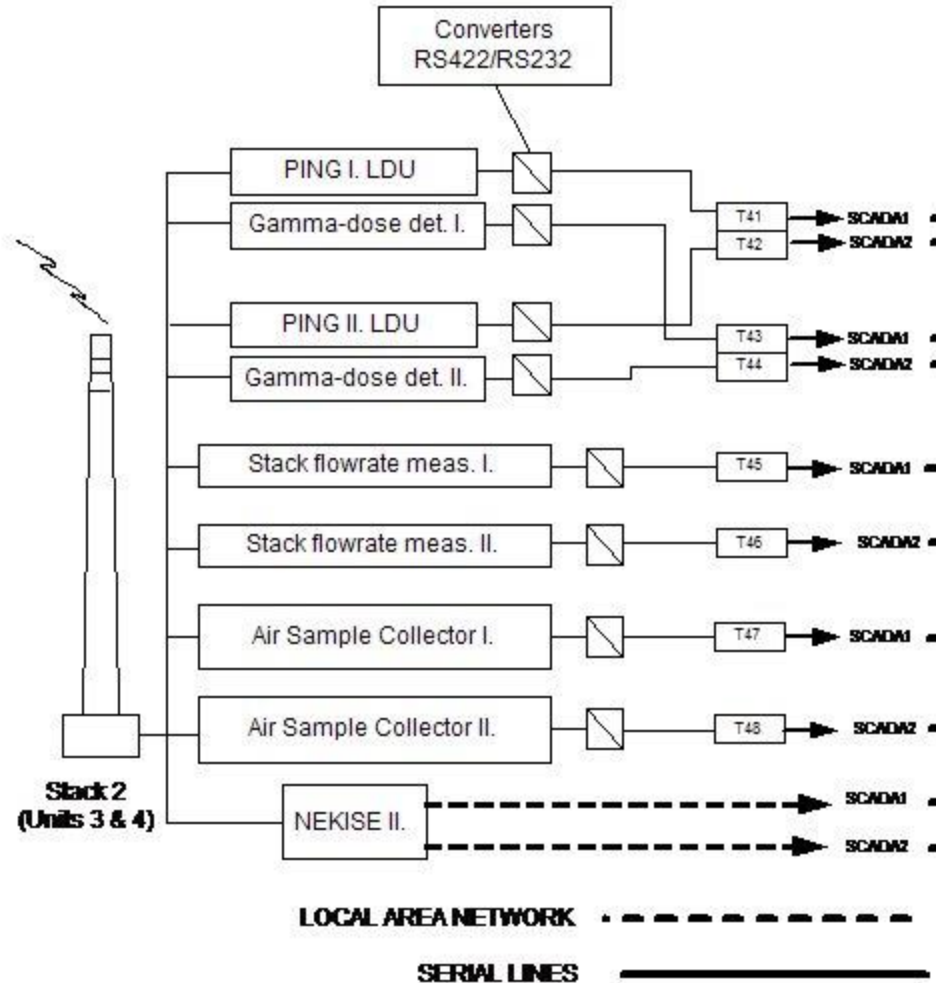 Converters
RS422/RS232
PING I. LDU
Gamma-dose det. I.
T41
SCADA1
T42
SCADA2
PING II. LDU
Gamma-dose det. II.
T43
SCADA1
T44
SCADA2
Stack flowrate meas. I.
T45
SCADA1
Stack flowrate meas. II.
T46
SCADA2
Air Sample Collector I.
T47
SCADA1
Air Sample Collector II.
T48
SCADA2
Stack 2
(Units 3 & 4)
NEKISE II.
SCADA1
SCADA2
LOCAL AREA NETWORK
SERIAL LINES